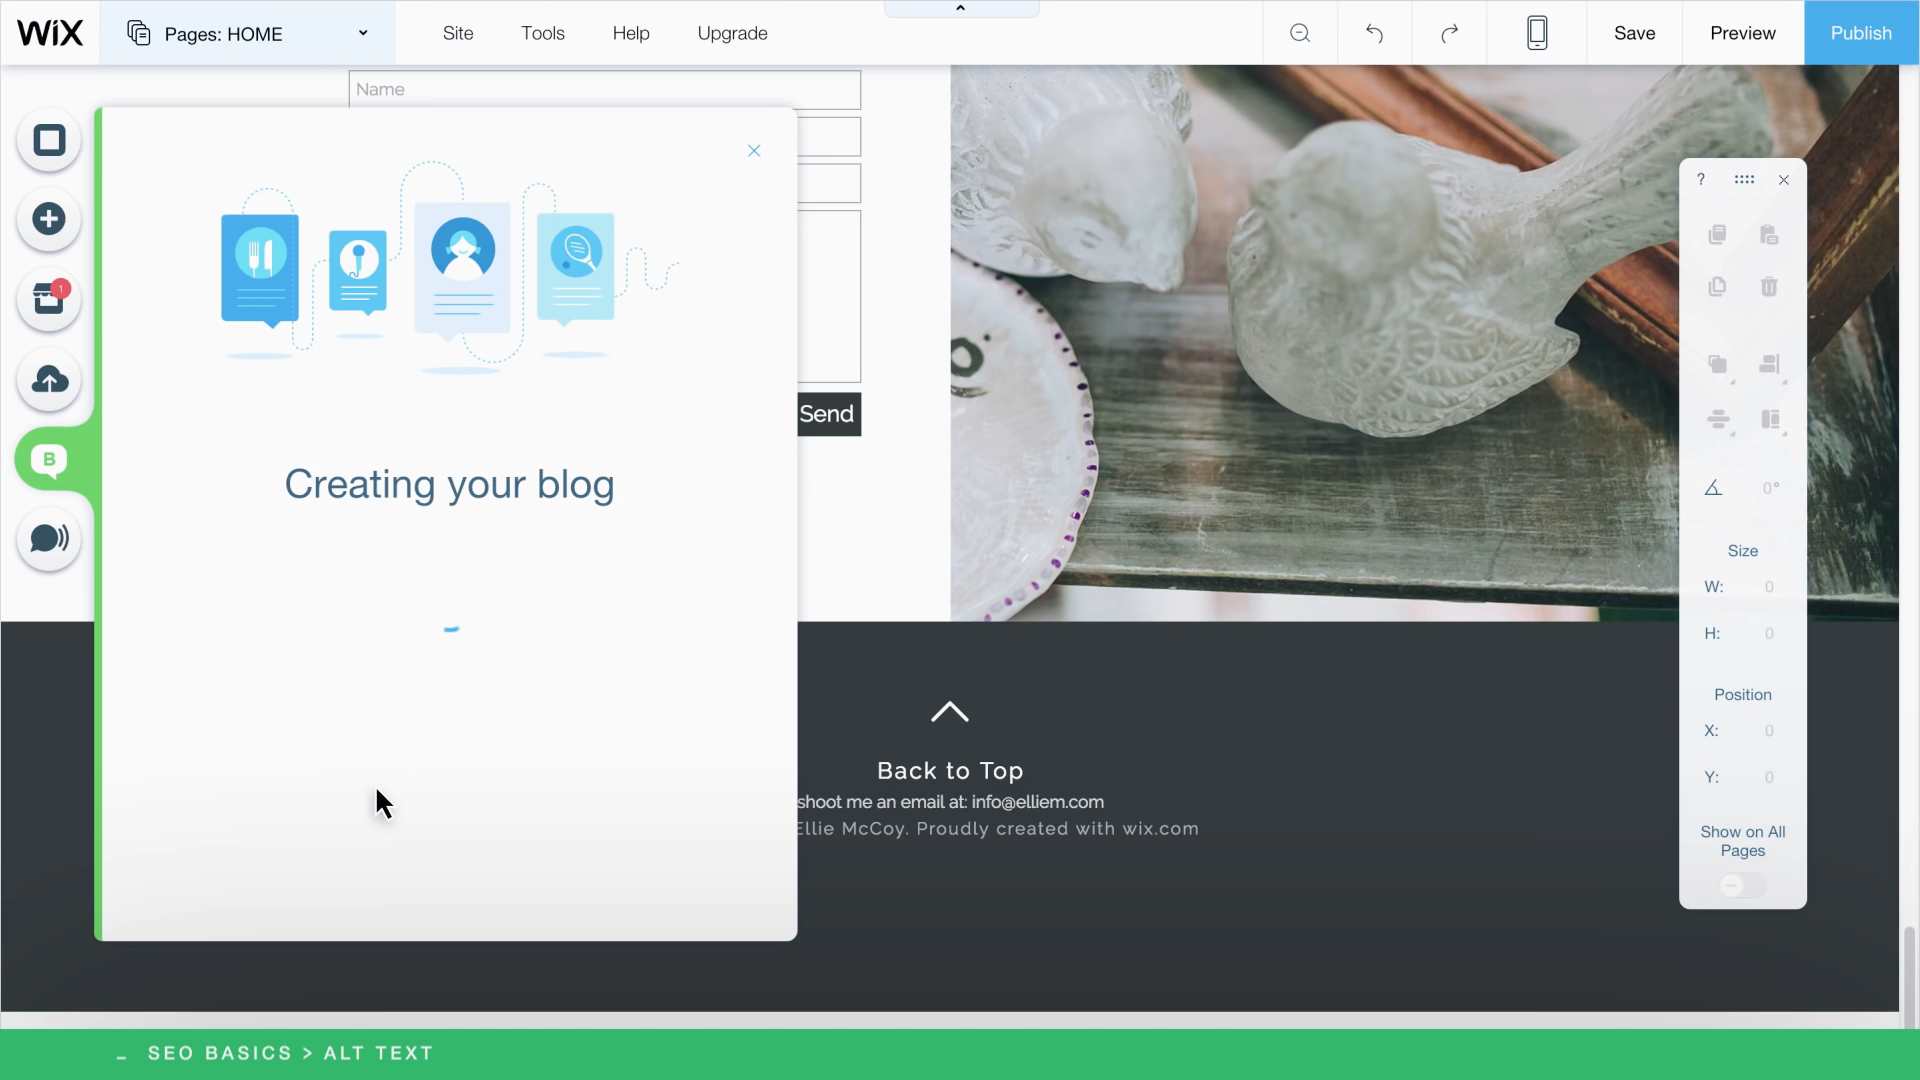 WiX
Pages: HOME
Site
Tools
Help
Upgrade
Save
Preview
Publish
Name
1
B
Creating your blog
Send
?
0°
Size
W: 0
H: 0
Position
X: 0
Y: 0
Show on All
Pages
Back to Top
shoot me an email at: info@elliem.com
Ellie McCoy. Proudly created with wix.com
SEO BASICS > ALT TEXT